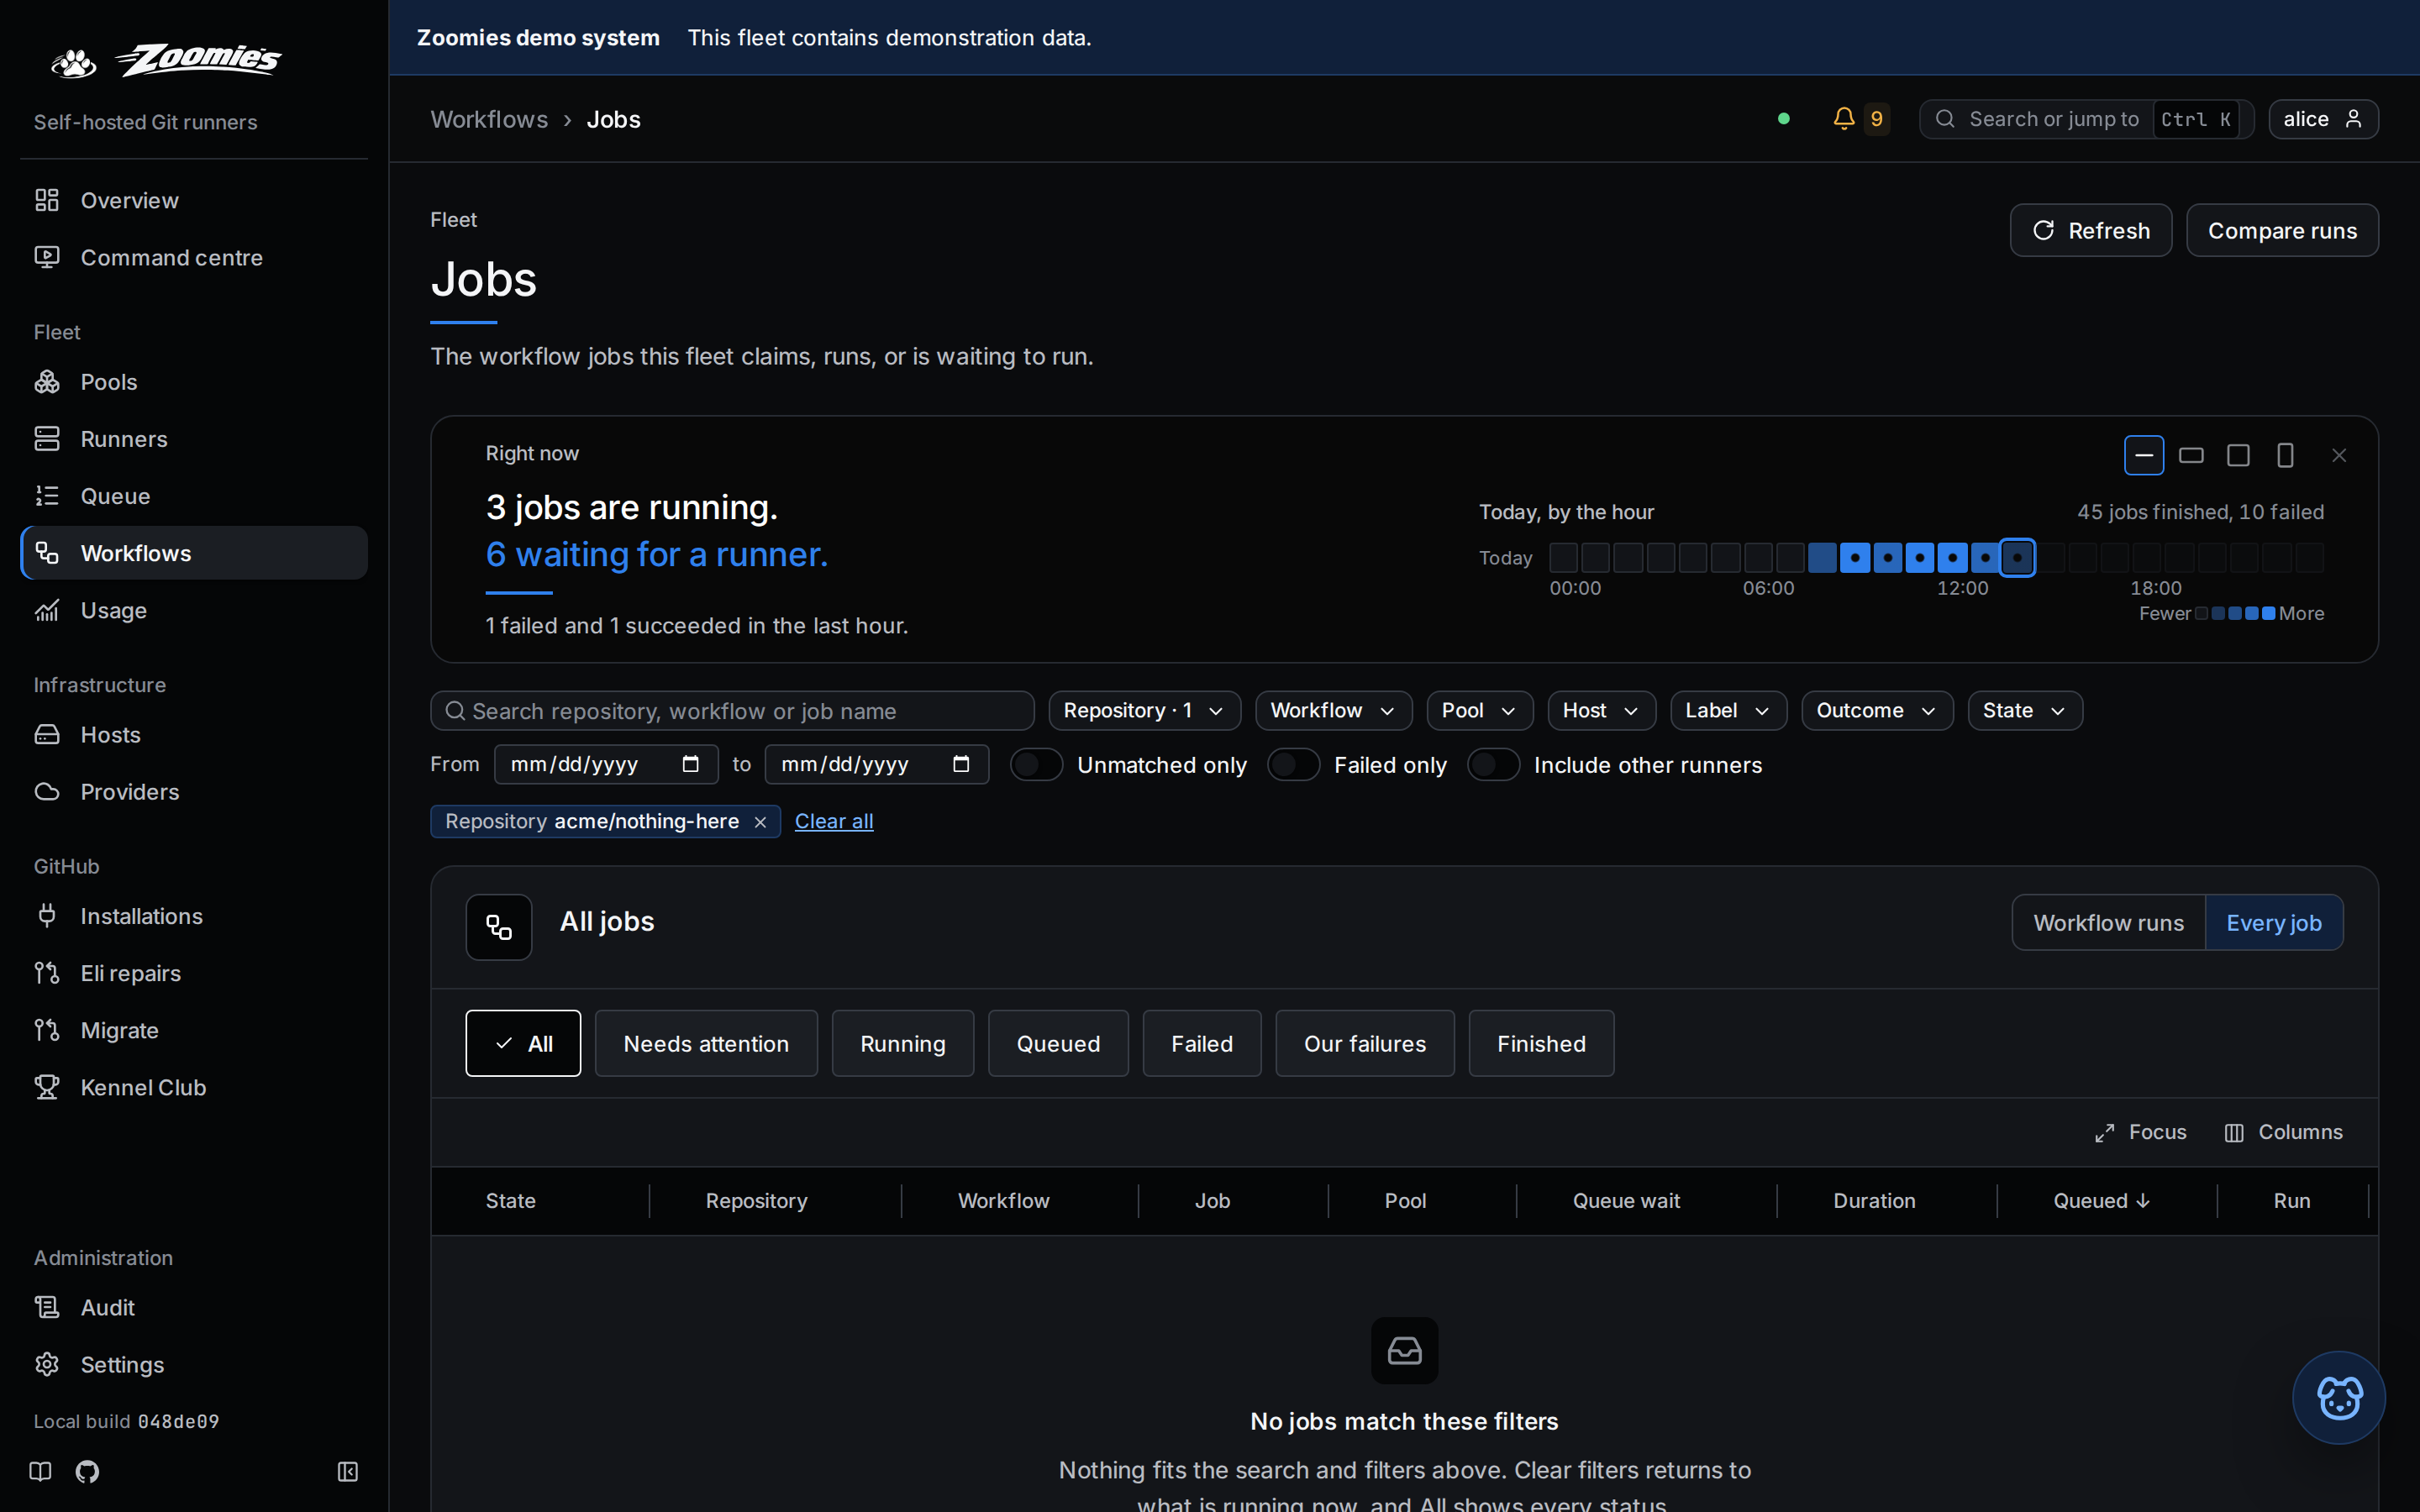 Zoomies
Self-hosted Git runners
Overview
Command centre
Fleet
Pools
Runners
Queue
Workflows
Usage
Infrastructure
Hosts
Providers
GitHub
Installations
Eli repairs
Migrate
Kennel Club
Administration
Audit
Settings
Local build 048de09
Zoomies demo system This fleet contains demonstration data.
Workflows › Jobs
9
Search or jump to Ctrl K
alice
Fleet
Jobs
Refresh
Compare runs
The workflow jobs this fleet claims, runs, or is waiting to run.
Right now
3 jobs are running.
6 waiting for a runner.
1 failed and 1 succeeded in the last hour.
Today, by the hour 45 jobs finished, 10 failed
Today
00:00 06:00 12:00 18:00
Fewer More
Search repository, workflow or job name Repository · 1 Workflow Pool Host Label Outcome State
From mm/dd/yyyy to mm/dd/yyyy Unmatched only Failed only Include other runners
Repository acme/nothing-here Clear all
All jobs
Workflow runs Every job
All Needs attention Running Queued Failed Our failures Finished
Focus Columns
State Repository Workflow Job Pool Queue wait Duration Queued ↓ Run
No jobs match these filters
Nothing fits the search and filters above. Clear filters returns to
what is running now, and All shows every status.